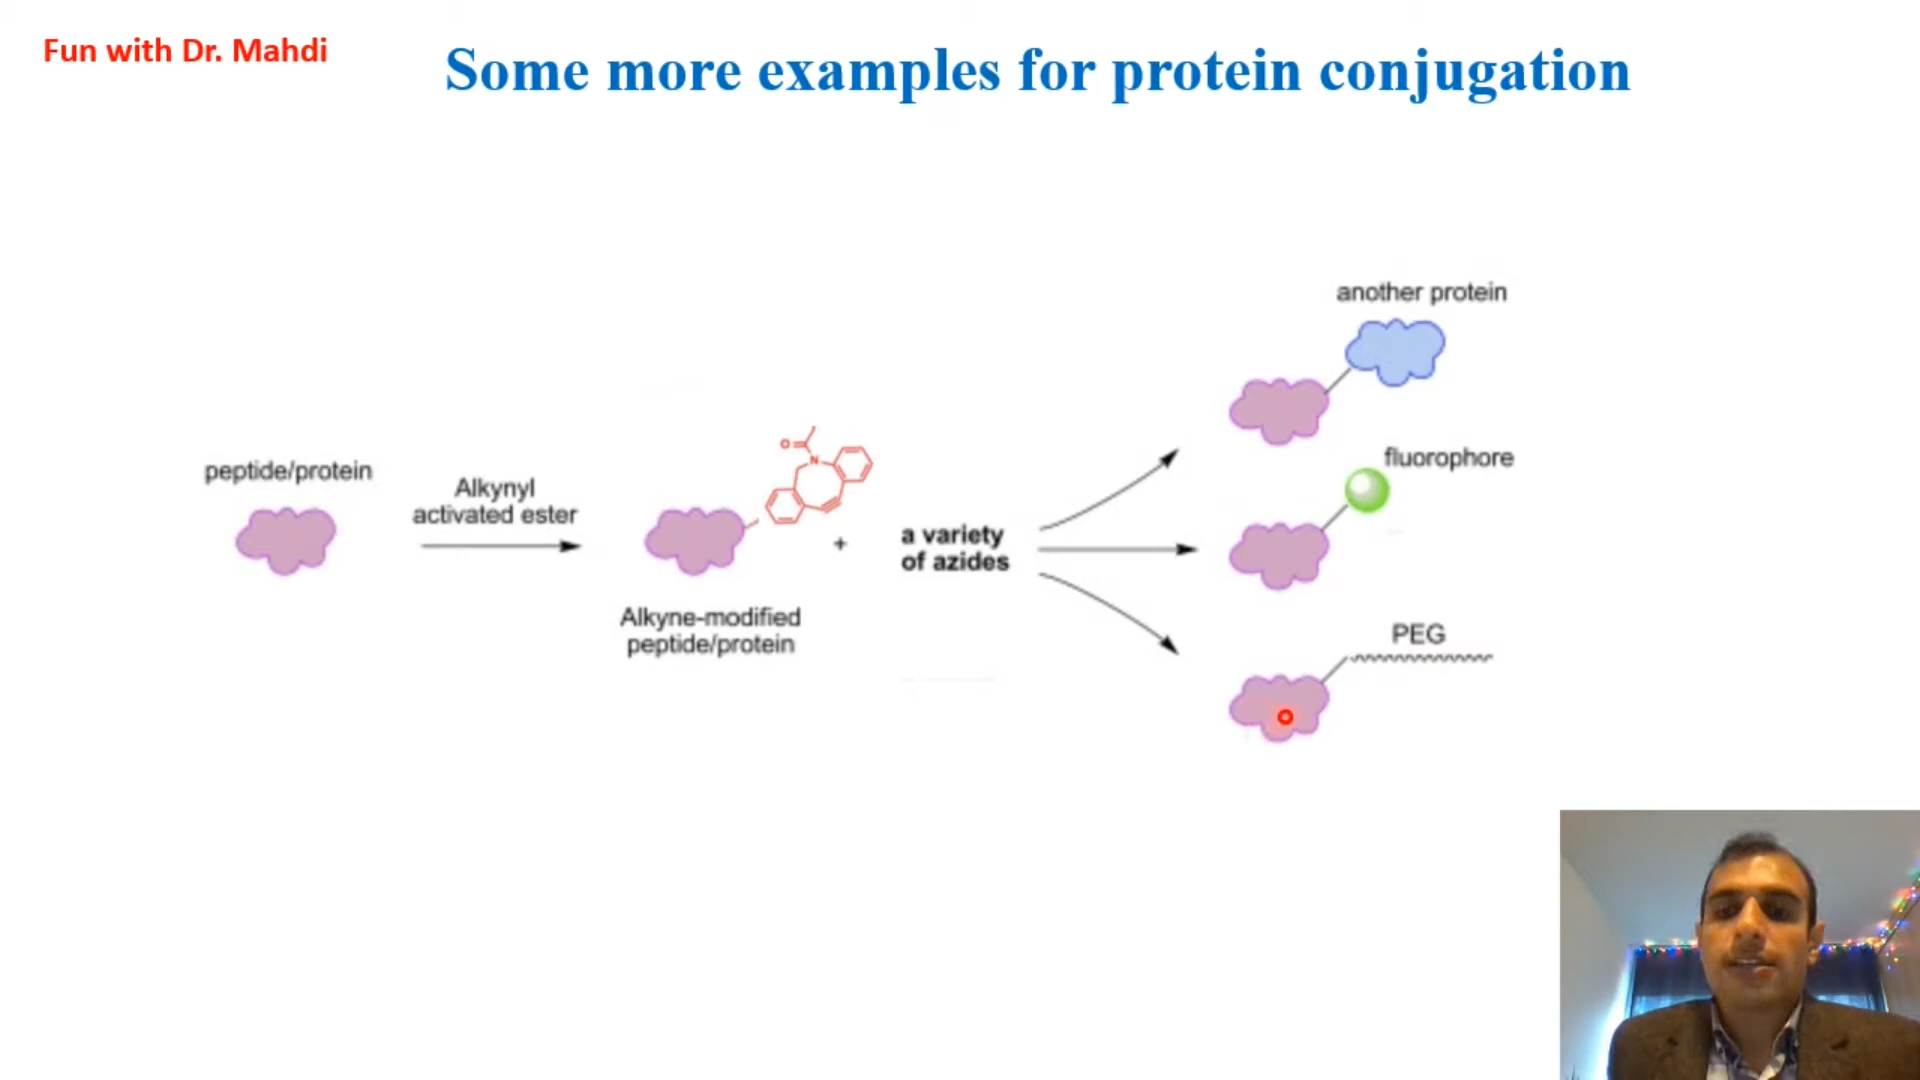 Fun with Dr. Mahdi
Some more examples for protein conjugation
another protein
fluorophore
peptide/protein
Alkynyl
activated ester
O
N
+
a variety
of azides
Alkyne-modified
peptide/protein
PEG